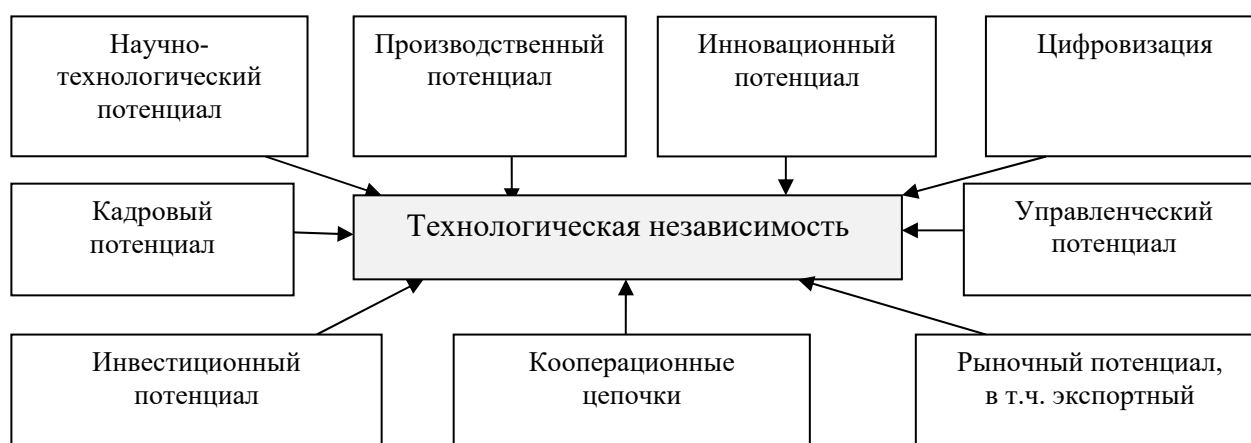 Научно-
технологический
потенциал
Производственный
потенциал
Инновационный
потенциал
Цифровизация
Кадровый
потенциал
Технологическая независимость
Управленческий
потенциал
Инвестиционный
потенциал
Кооперационные
цепочки
Рыночный потенциал,
в т.ч. экспортный